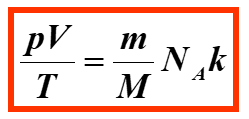 pV/T = m/M N_A k